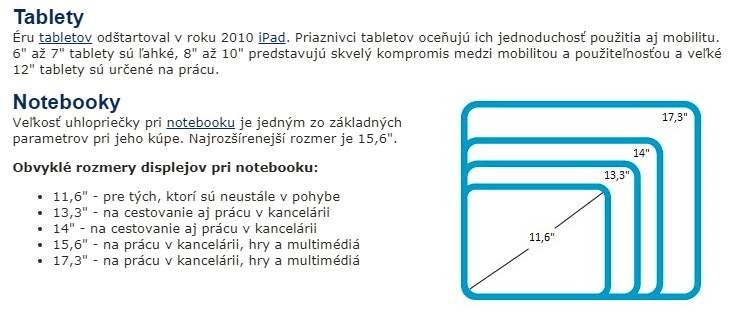 Tablety
Éru tabletov odštartoval v roku 2010 iPad. Priaznivci tabletov oceňujú ich jednoduchosť použitia aj mobilitu.
6" až 7" tablety sú ľahké, 8" až 10" predstavujú skvelý kompromis medzi mobilitou a použiteľnosťou a veľké
12" tablety sú určené na prácu.
Notebooky
Veľkosť uhlopriečky pri notebooku je jedným zo základných
parametrov pri jeho kúpe. Najrozšírenejší rozmer je 15,6".
Obvyklé rozmery displejov pri notebooku:
• 11,6" - pre tých, ktorí sú neustále v pohybe
• 13,3" - na cestovanie aj prácu v kancelárii
• 14" - na cestovanie aj prácu v kancelárii
• 15,6" - na prácu v kancelárii, hry a multimédiá
• 17,3" - na prácu v kancelárii, hry a multimédiá
17,3"
14"
13,3"
11,6"